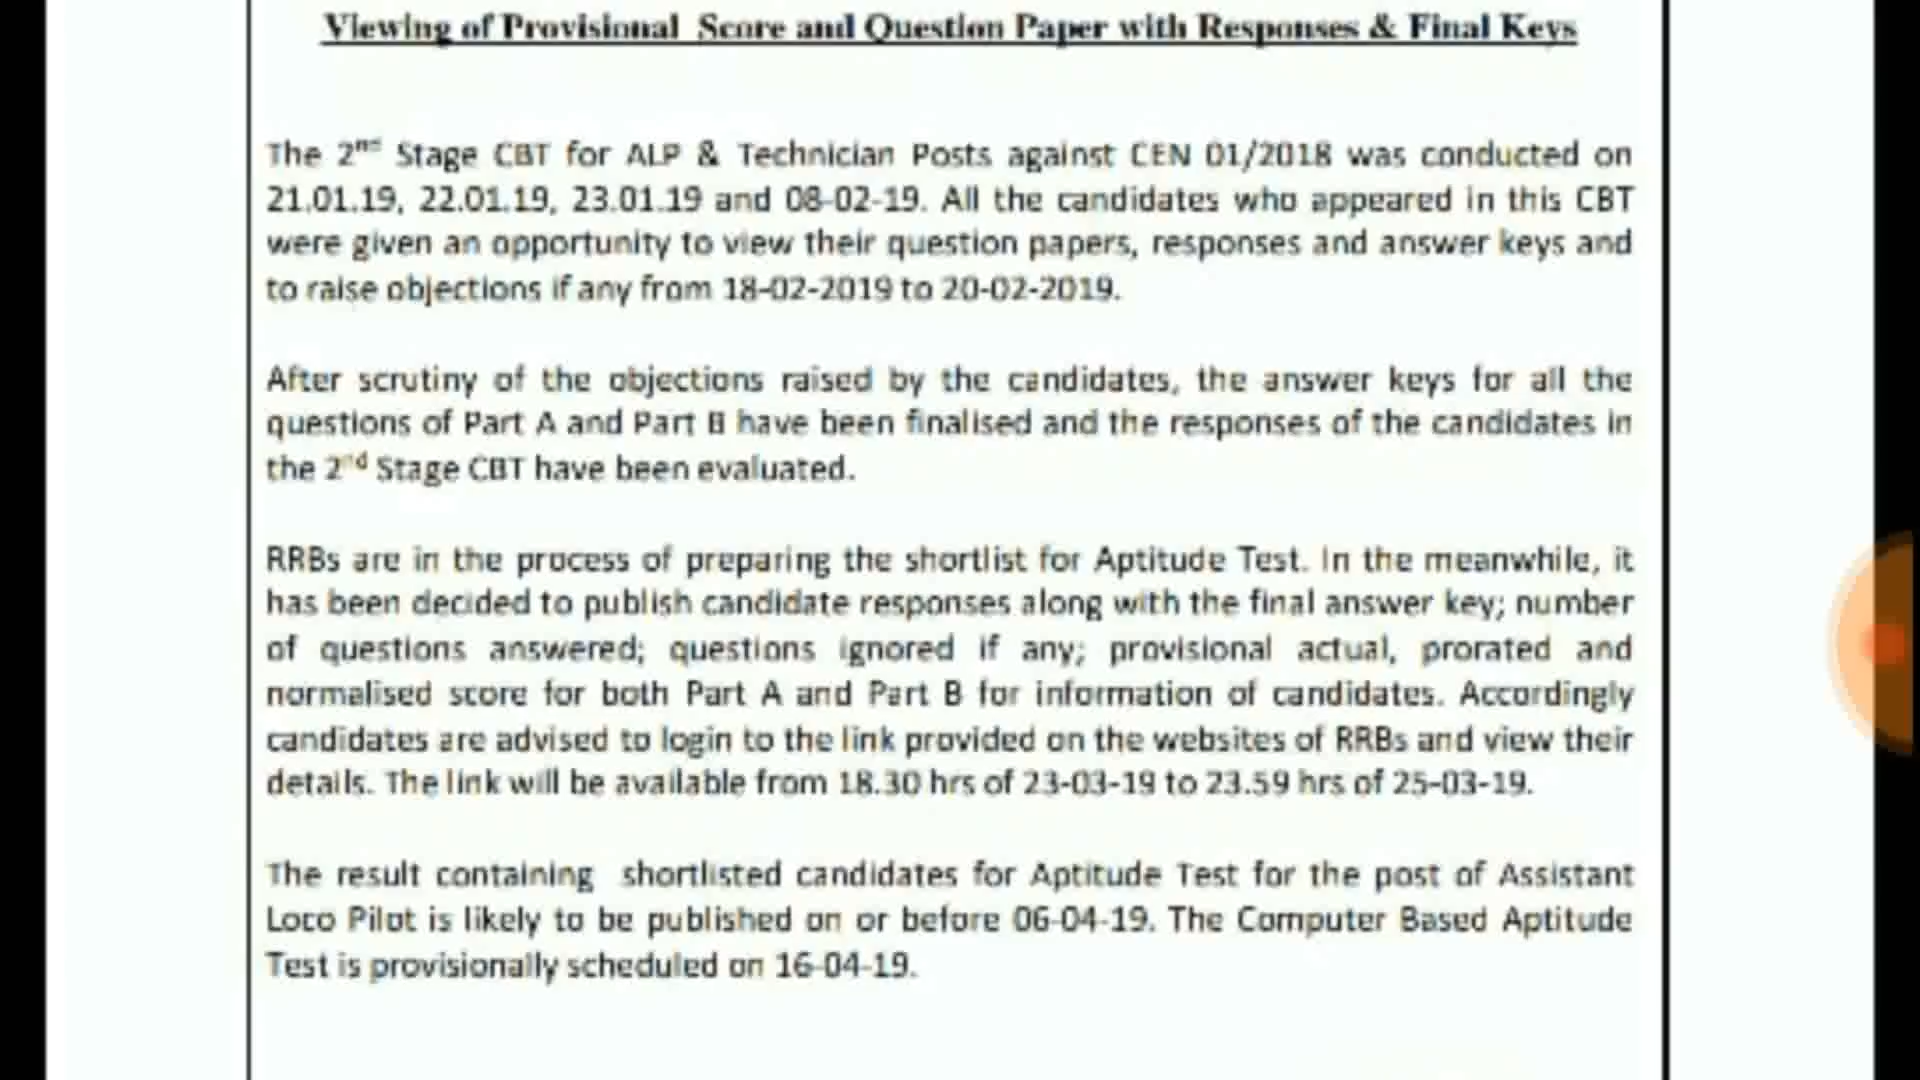 Viewing of Provisional Score and Question Paper with Responses & Final Keys
The 2nd Stage CBT for ALP & Technician Posts against CEN 01/2018 was conducted on
21.01.19, 22.01.19, 23.01.19 and 08-02-19. All the candidates who appeared in this CBT
were given an opportunity to view their question papers, responses and answer keys and
to raise objections if any from 18-02-2019 to 20-02-2019.
After scrutiny of the objections raised by the candidates, the answer keys for all the
questions of Part A and Part B have been finalised and the responses of the candidates in
the 2nd Stage CBT have been evaluated.
RRBs are in the process of preparing the shortlist for Aptitude Test. In the meanwhile, it
has been decided to publish candidate responses along with the final answer key; number
of questions answered; questions ignored if any; provisional actual, prorated and
normalised score for both Part A and Part B for information of candidates. Accordingly
candidates are advised to login to the link provided on the websites of RRBs and view their
details. The link will be available from 18.30 hrs of 23-03-19 to 23.59 hrs of 25-03-19.
The result containing shortlisted candidates for Aptitude Test for the post of Assistant
Loco Pilot is likely to be published on or before 06-04-19. The Computer Based Aptitude
Test is provisionally scheduled on 16-04-19.